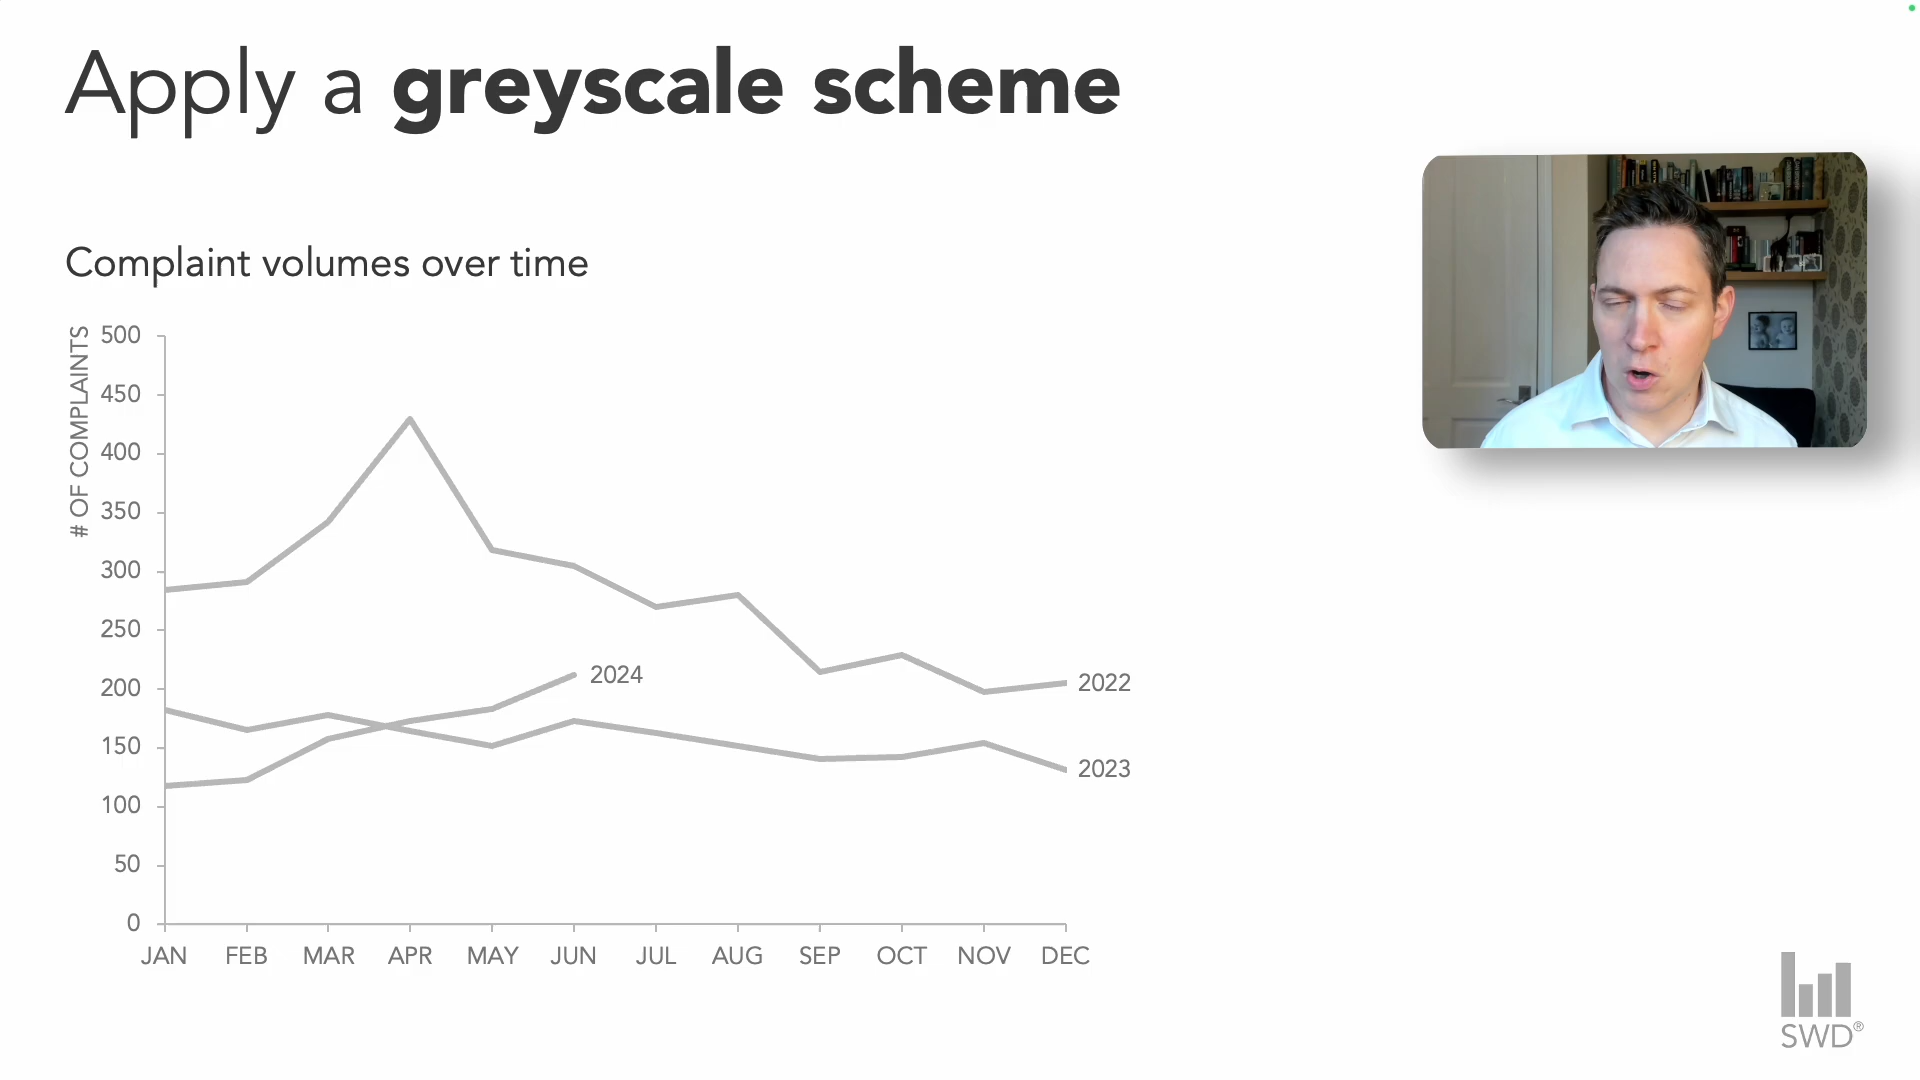 Apply a greyscale scheme
Complaint volumes over time
# OF COMPLAINTS
500
450
400
350
300
250
200
150
100
50
0
2024
2022
2023
JAN FEB MAR APR MAY JUN JUL AUG SEP OCT NOV DEC
SWD®